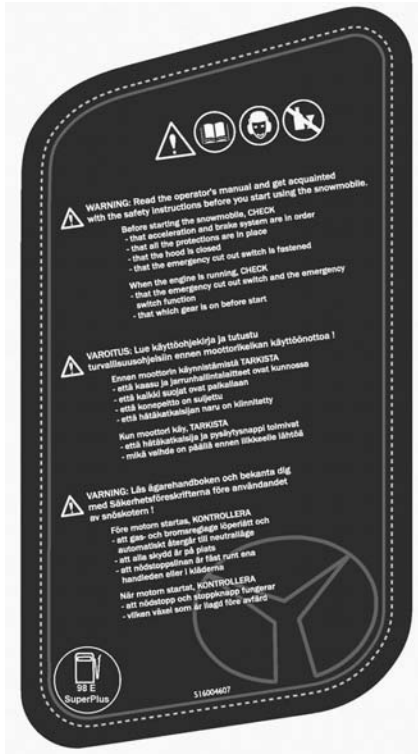 WARNING: Read the operator's manual and get acquainted
with the safety instructions before you start using the snowmobile.
Before starting the snowmobile, CHECK
- that acceleration and brake system are in order
- that all the protections are in place
- that the hood is closed
- that the emergency cut out switch is fastened
When the engine is running, CHECK
- that the emergency cut out switch and the emergency
switch function
- that which gear is on before start
VAROITUS: Lue käyttöohjekirja ja tutustu
turvallisuusohjeisiin ennen moottorikelkan käyttöönottoa !
Ennen moottorin käynnistämistä TARKISTA
- että kaasu ja jarrunhallintalaitteet ovat kunnossa
- että kaikki suojat ovat paikallaan
- että konepeitto on suljettu
- että hätäkatkaisijan naru on kiinnitetty
Kun moottori käy, TARKISTA
- että hätäkatkaisija ja pysäytysnappi toimivat
- mikä vaihde on päällä ennen liikkeelle lähtöä
VARNING: Läs ägarehandboken och bekanta dig
med Säkerhetsföreskrifterna före användandet
av snöskotern !
Före motorn startas, KONTROLLERA
- att gas- och bromsreglage löperlätt och
automatiskt återgår till neutralläge
- att alla skydd är på plats
- att nödstoppslinan är fäst runt ena
handleden eller i kläderna
När motorn startat, KONTROLLERA
- att nödstopp och stoppknapp fungerar
- vilken växel som är ilagd före avfärd
98 E
SuperPlus
516004607